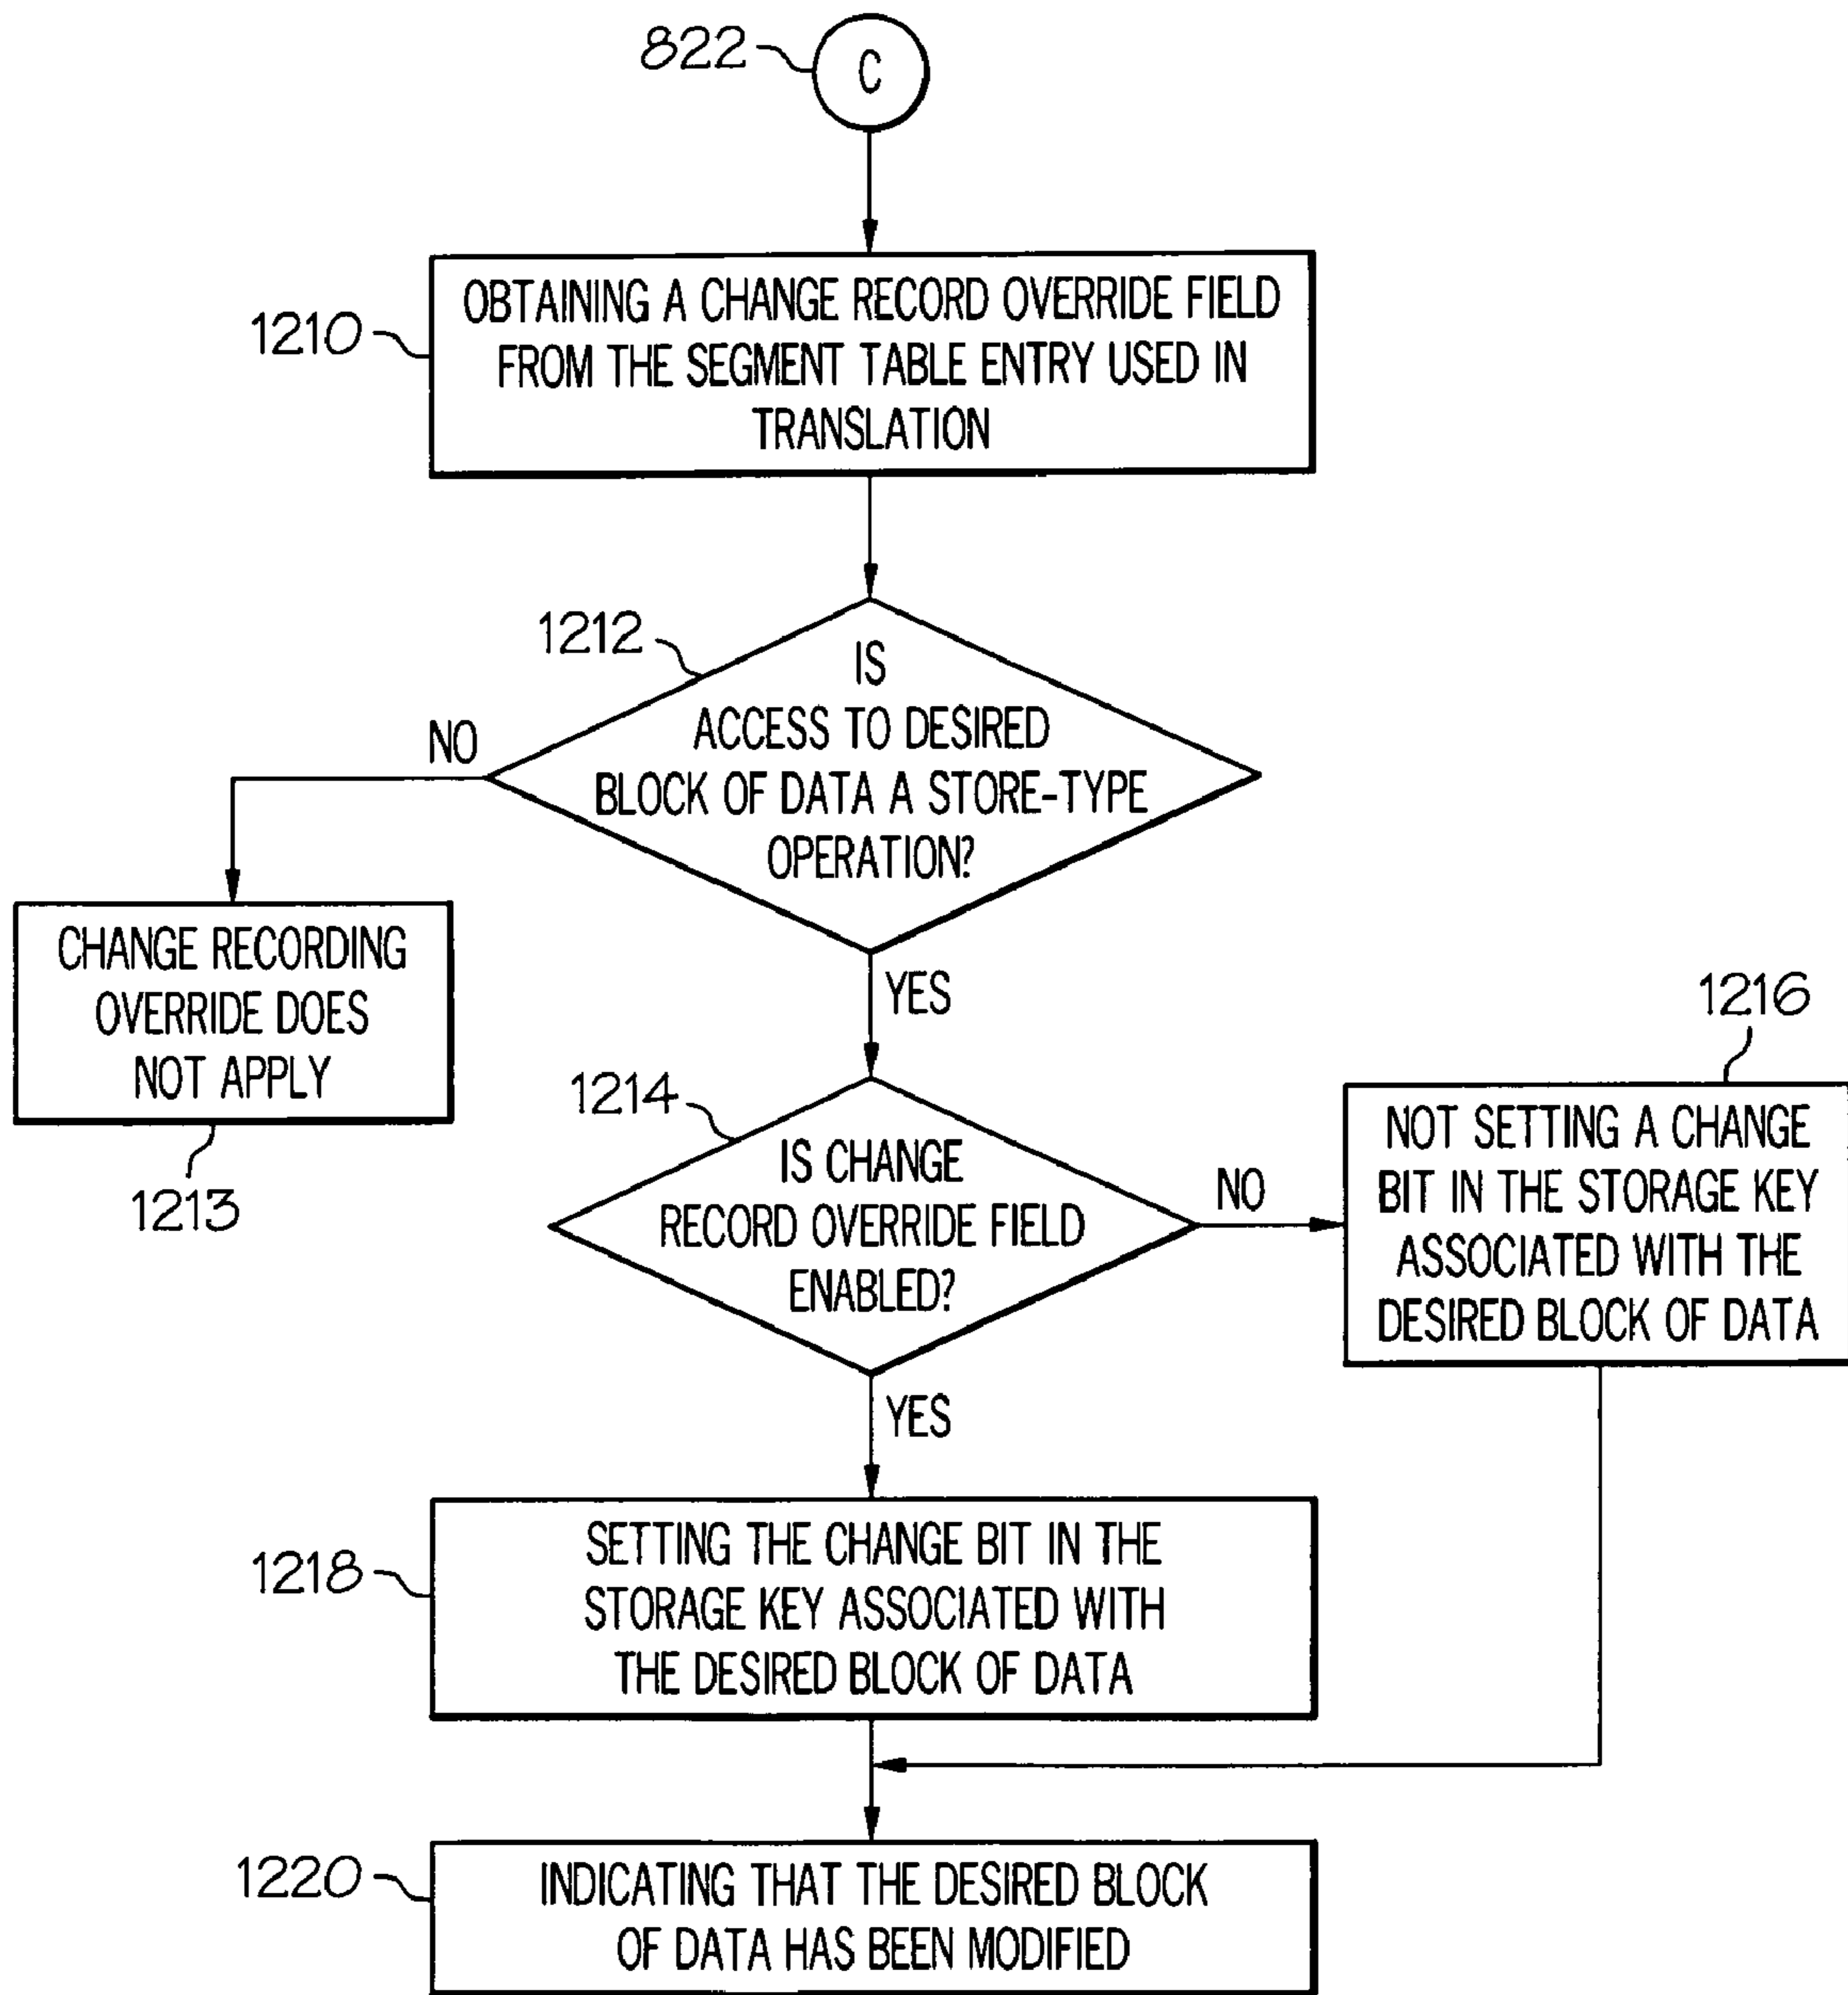 822
C
1210
OBTAINING A CHANGE RECORD OVERRIDE FIELD
FROM THE SEGMENT TABLE ENTRY USED IN
TRANSLATION
1212
IS
ACCESS TO DESIRED
BLOCK OF DATA A STORE-TYPE
OPERATION?
NO
CHANGE RECORDING
OVERRIDE DOES
NOT APPLY
1213
YES
1214
IS CHANGE
RECORD OVERRIDE FIELD
ENABLED?
NO
1216
NOT SETTING A CHANGE
BIT IN THE STORAGE KEY
ASSOCIATED WITH THE
DESIRED BLOCK OF DATA
YES
1218
SETTING THE CHANGE BIT IN THE
STORAGE KEY ASSOCIATED WITH
THE DESIRED BLOCK OF DATA
1220
INDICATING THAT THE DESIRED BLOCK
OF DATA HAS BEEN MODIFIED